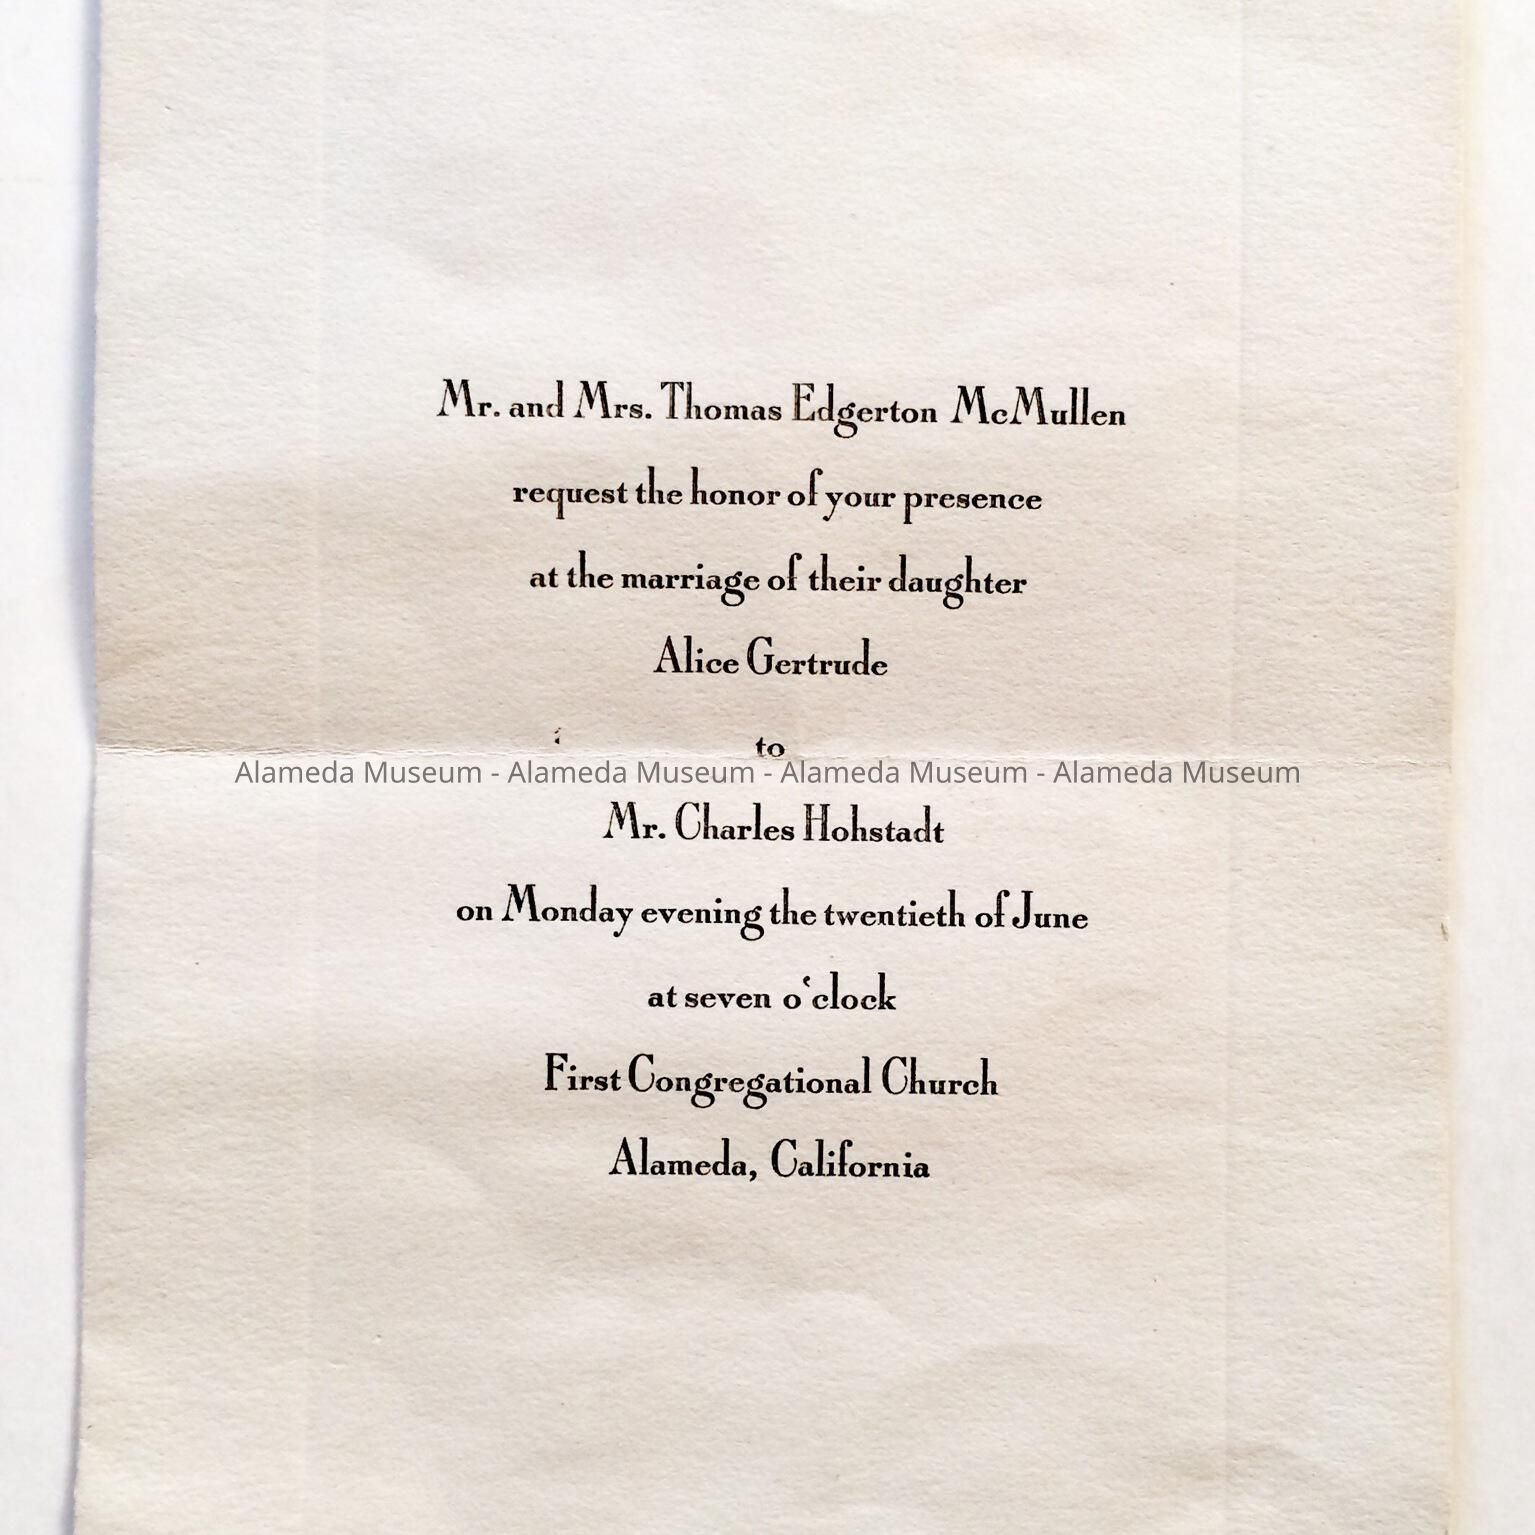 Mr. and Mrs. Thomas Edgerton McMullen
request the honor of your presence
at the marriage of their daughter
Alice Gertrude
to
Alameda Museum - Alameda Museum - Alameda Museum - Alameda Museum
Mr. Charles Hohstadt
on Monday evening the twentieth of June
at seven o‘clock
First Congregational Church
Alameda, California